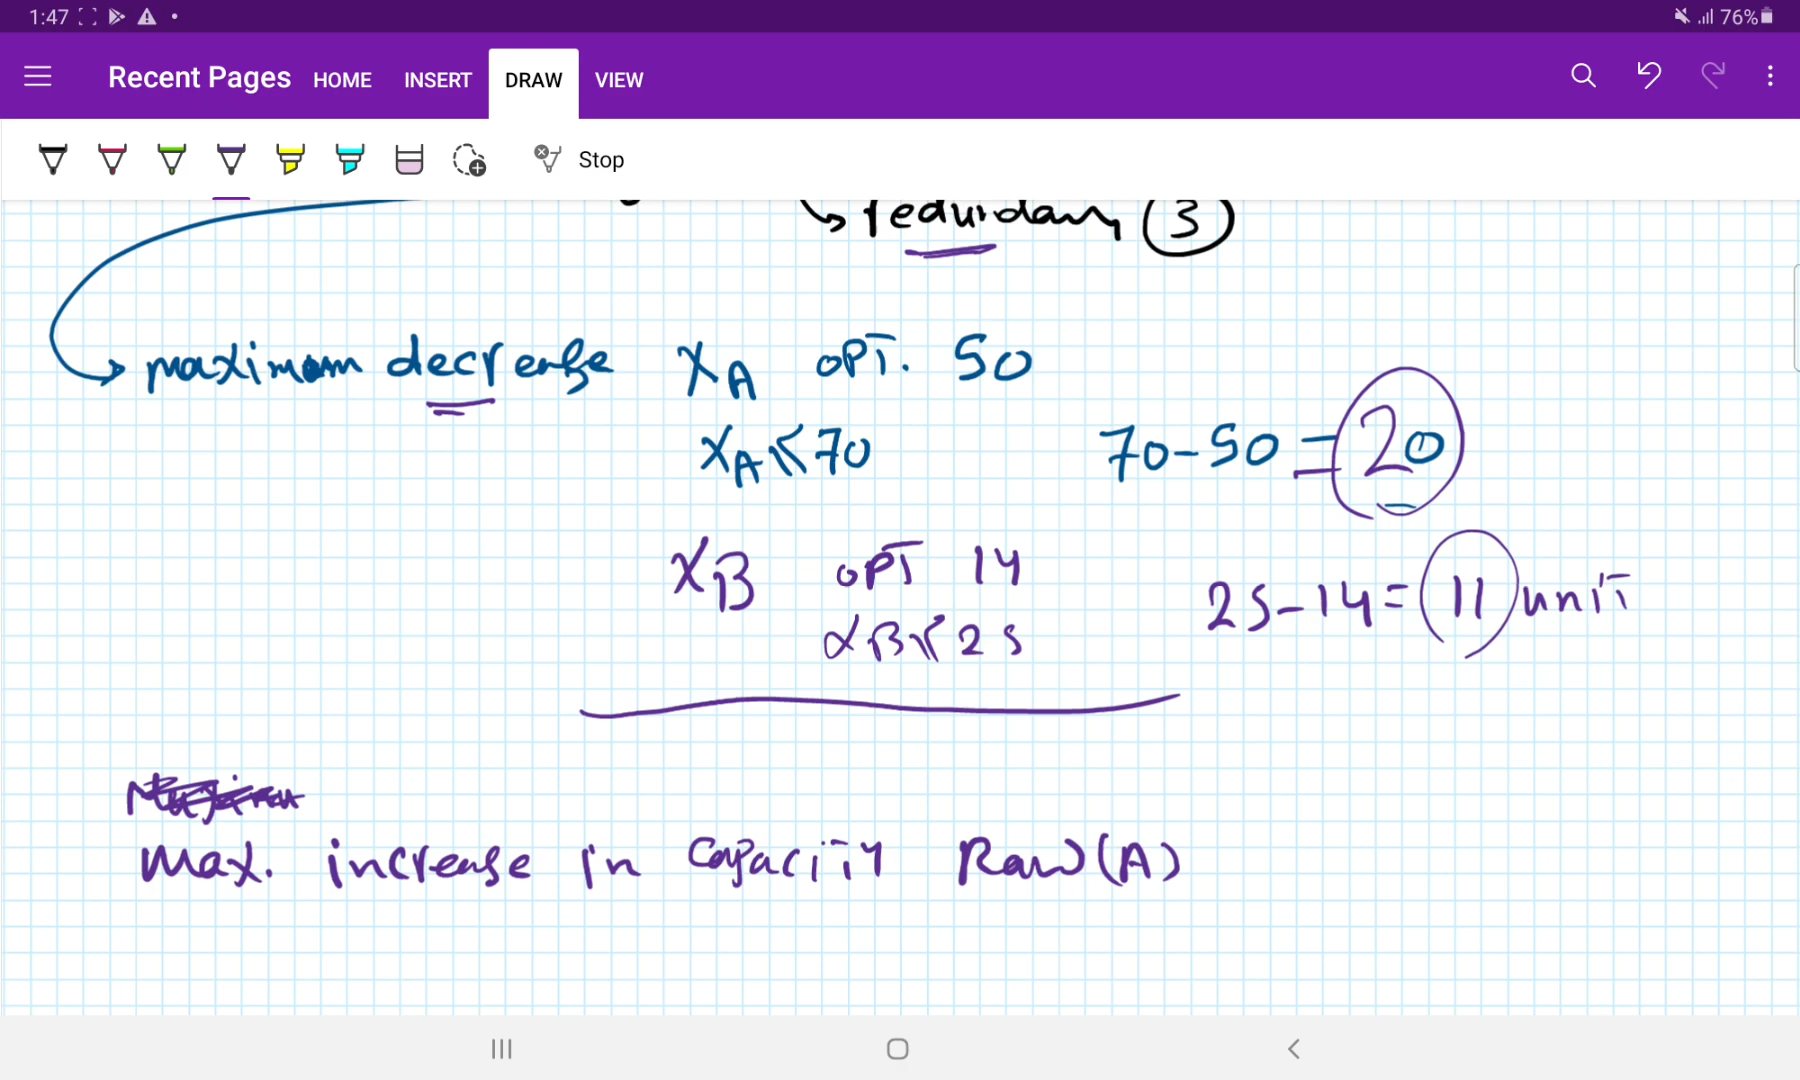 1:47 76%
Recent Pages HOME INSERT DRAW VIEW
Stop
redundancy 3
maximum decrease XA OPT. 50
XA ≤ 70 70-50 = 20
XB OPT 14
XB ≤ 25 25-14 = 11 unit
Max. increase in Capacity Raw (A)